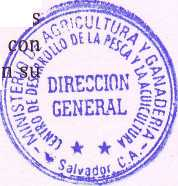 s
con
n su
MINISTERIO DE AGRICULTURA Y GANADERIA
CENTRO DE DESARROLLO DE LA PESCA Y LA ACUICULTURA
DIRECCION
GENERAL
Salvador, C.A.